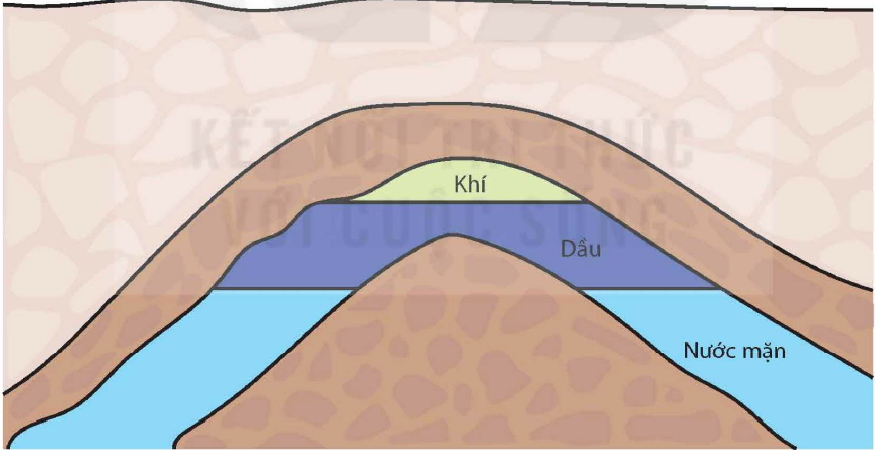 KẾT NỐI TRI THỨC
Khí
VỚI CUỘC SỐNG
Dầu
Nước mặn